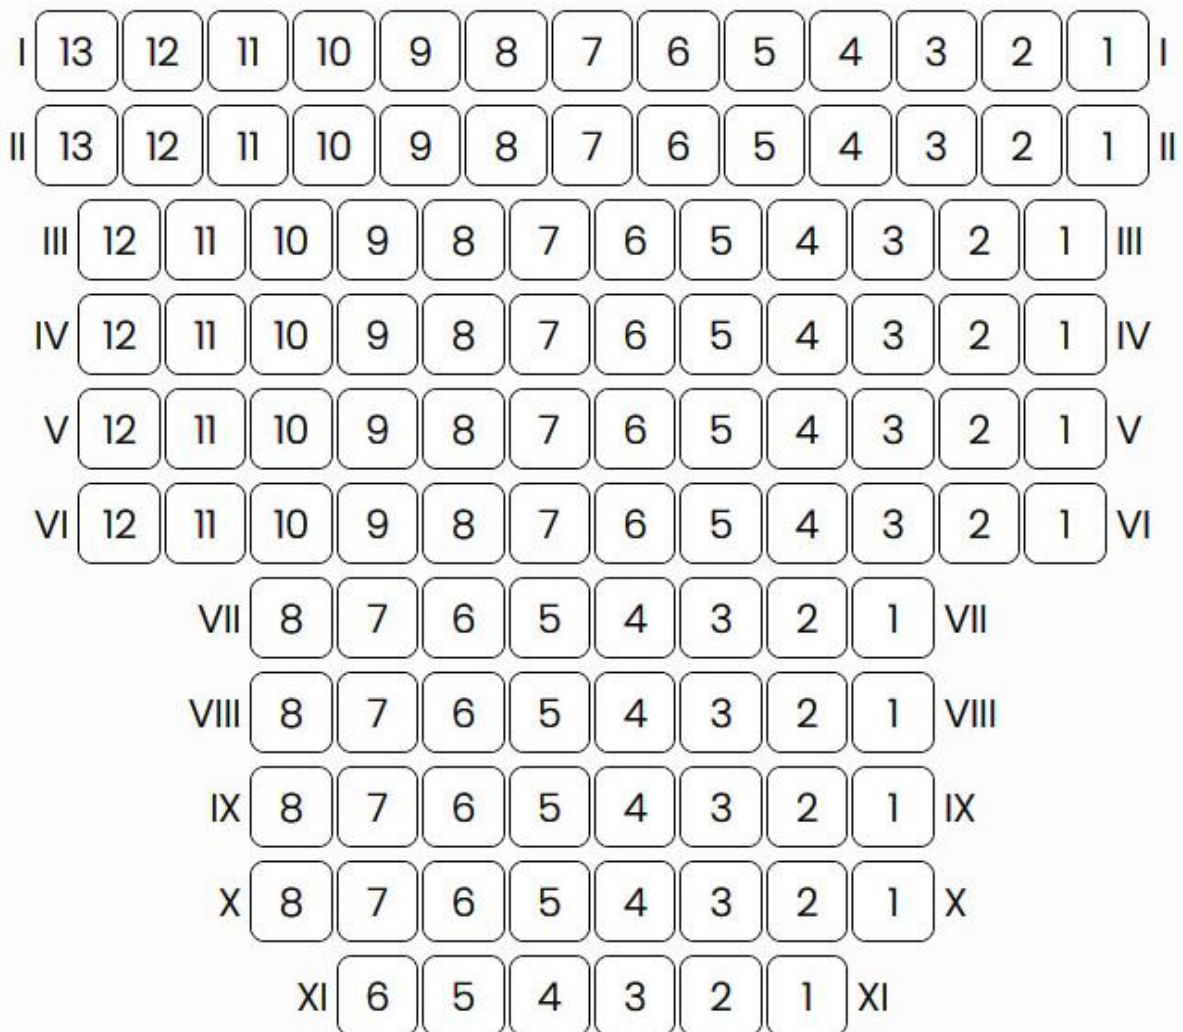 I 13 12 11 10 9 8 7 6 5 4 3 2 1 I
II 13 12 11 10 9 8 7 6 5 4 3 2 1 II
III 12 11 10 9 8 7 6 5 4 3 2 1 III
IV 12 11 10 9 8 7 6 5 4 3 2 1 IV
V 12 11 10 9 8 7 6 5 4 3 2 1 V
VI 12 11 10 9 8 7 6 5 4 3 2 1 VI
VII 8 7 6 5 4 3 2 1 VII
VIII 8 7 6 5 4 3 2 1 VIII
IX 8 7 6 5 4 3 2 1 IX
X 8 7 6 5 4 3 2 1 X
XI 6 5 4 3 2 1 XI